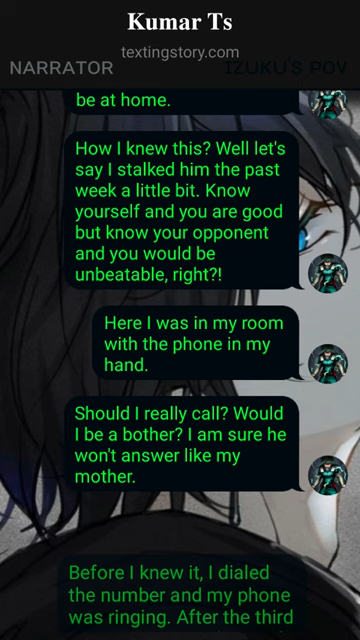 Kumar Ts
textingstory.com
NARRATOR
IZUKU'S POV
be at home.
How I knew this? Well let's
say I stalked him the past
week a little bit. Know
yourself and you are good
but know your opponent
and you would be
unbeatable, right?!
Here I was in my room
with the phone in my
hand.
Should I really call? Would
I be a bother? I am sure he
won't answer like my
mother.
Before I knew it, I dialed
the number and my phone
was ringing. After the third